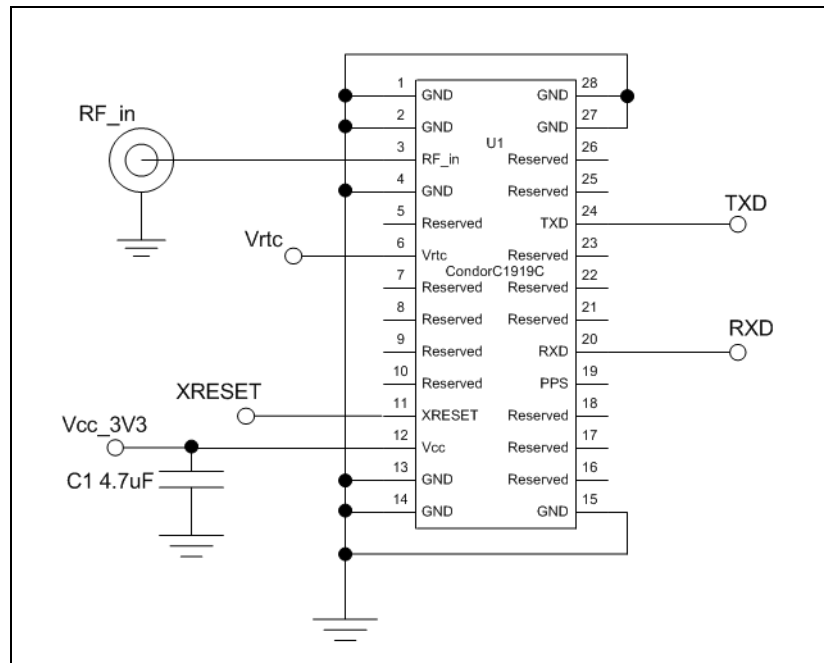 1 28
GND GND
2 27
RF_in
GND GND
U1
3 26
RF_in Reserved
4 25
GND Reserved
TXD
5 24
Reserved TXD
Vrtc
6 23
Vrtc Reserved
CondorC1919C
7 22
Reserved Reserved
8 21
Reserved Reserved
RXD
9 20
Reserved RXD
10 19
Reserved PPS
XRESET
11 18
XRESET Reserved
Vcc_3V3
12 17
Vcc Reserved
C1 4.7uF
13 16
GND Reserved
14 15
GND GND